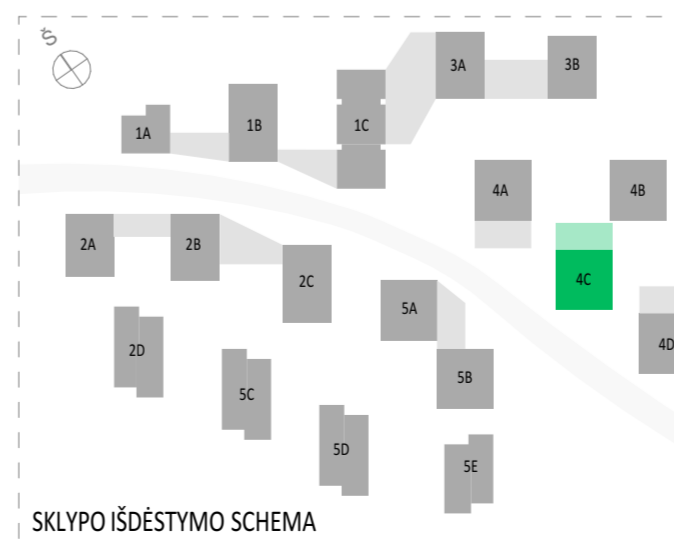 Š
3A
3B
1A
1B
1C
4A
4B
2A
2B
2C
4C
5A
4D
2D
5B
5C
5D
5E
SKLYPO IŠDĖSTYMO SCHEMA